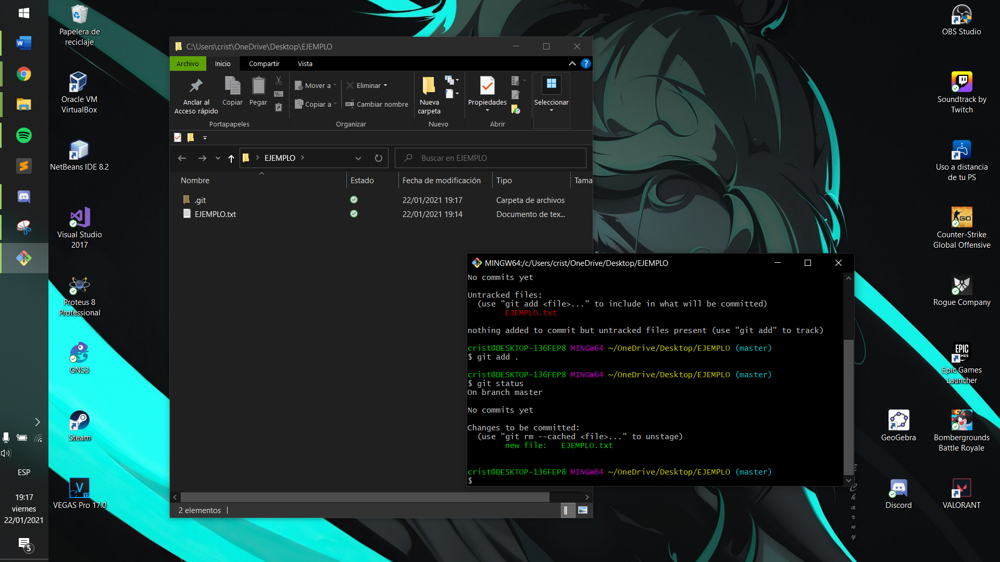 Papelera de
reciclaje
Oracle VM
VirtualBox
NetBeans IDE 8.2
Visual Studio
2017
Proteus 8
Professional
GNS3
Steam
VEGAS Pro 17.0
ESP
19:17
viernes
22/01/2021
5
C:\Users\crist\OneDrive\Desktop\EJEMPLO
Archivo
Inicio
Compartir
Vista
Anclar al
Acceso rápido
Copiar
Pegar
Portapapeles
Mover a
Copiar a
Eliminar
Cambiar nombre
Organizar
Nueva
carpeta
Nuevo
Propiedades
Abrir
Seleccionar
EJEMPLO
Buscar en EJEMPLO
Nombre
Estado
Fecha de modificación
Tipo
Tama
.git
22/01/2021 19:17
Carpeta de archivos
EJEMPLO.txt
22/01/2021 19:14
Documento de tex...
2 elementos
MINGW64:/c/Users/crist/OneDrive/Desktop/EJEMPLO
No commits yet
Untracked files:
(use "git add <file>..." to include in what will be committed)
EJEMPLO.txt
nothing added to commit but untracked files present (use "git add" to track)
crist@DESKTOP-136FEP8 MINGW64 ~/OneDrive/Desktop/EJEMPLO (master)
$ git add .
crist@DESKTOP-136FEP8 MINGW64 ~/OneDrive/Desktop/EJEMPLO (master)
$ git status
On branch master
No commits yet
Changes to be committed:
(use "git rm --cached <file>..." to unstage)
new file: EJEMPLO.txt
crist@DESKTOP-136FEP8 MINGW64 ~/OneDrive/Desktop/EJEMPLO (master)
$
OBS Studio
Soundtrack by
Twitch
Uso a distancia
de tu PS
Counter-Strike
Global Offensive
Rogue Company
Epic Games
Launcher
GeoGebra
Bombergrounds
Battle Royale
Discord
VALORANT